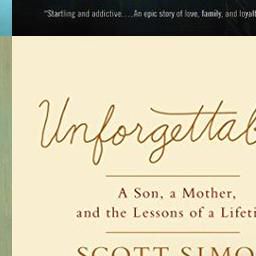 "Startling and addictive. . . . An epic story of love, family, and loyalt
Unforgettab
A Son, a Mother,
and the Lessons of a Lifeti
SCOTT SIMO